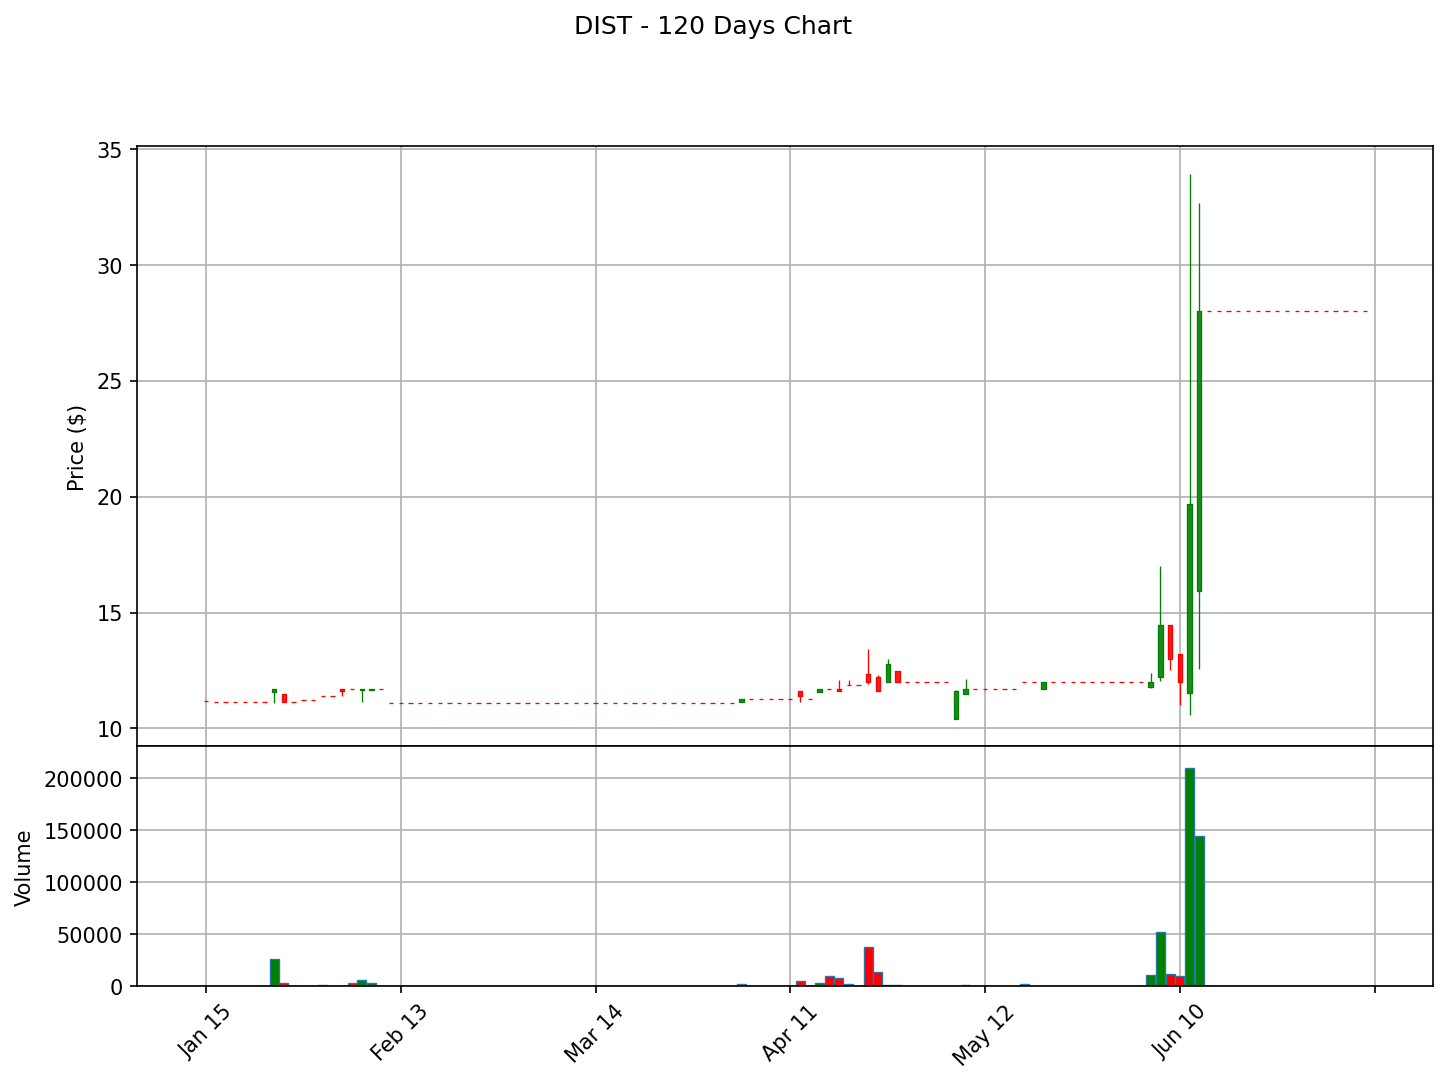 DIST - 120 Days Chart
Price ($)
35
30
25
20
15
10
Volume
200000
150000
100000
50000
0
Jan 15
Feb 13
Mar 14
Apr 11
May 12
Jun 10